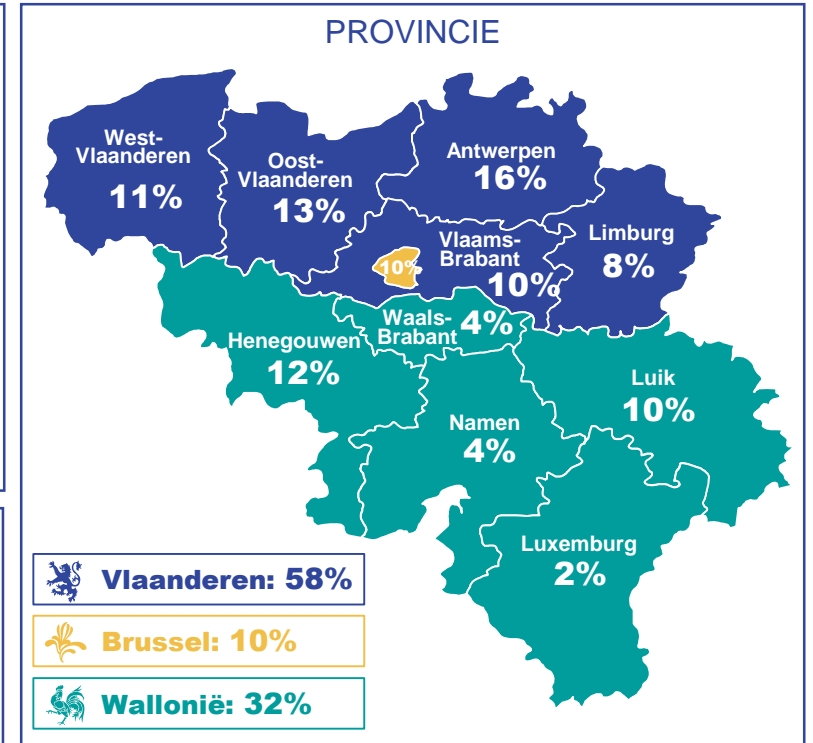 PROVINCIE
West-
Vlaanderen
11%
Oost-
Vlaanderen
13%
Antwerpen
16%
Vlaams-
Brabant
10%
Limburg
8%
10%
Waals-
Brabant
4%
Henegouwen
12%
Luik
10%
Namen
4%
Luxemburg
2%
Vlaanderen: 58%
Brussel: 10%
Wallonië: 32%